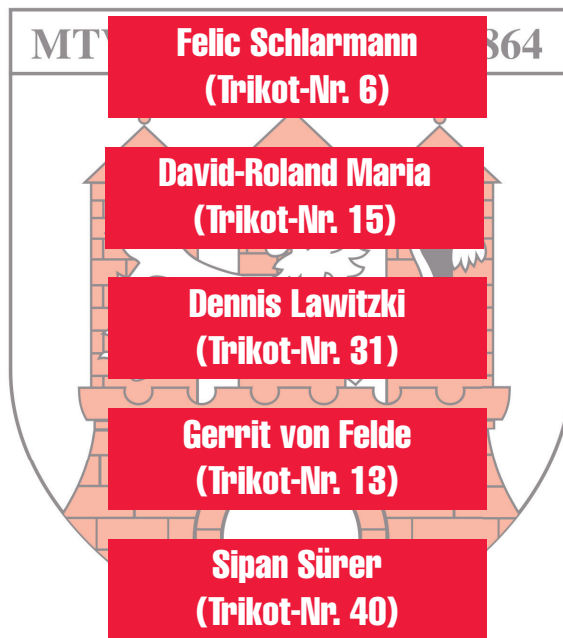 MTV 1864
Felic Schlarmann
(Trikot-Nr. 6)
David-Roland Maria
(Trikot-Nr. 15)
Dennis Lawitzki
(Trikot-Nr. 31)
Gerrit von Felde
(Trikot-Nr. 13)
Sipan Sürer
(Trikot-Nr. 40)